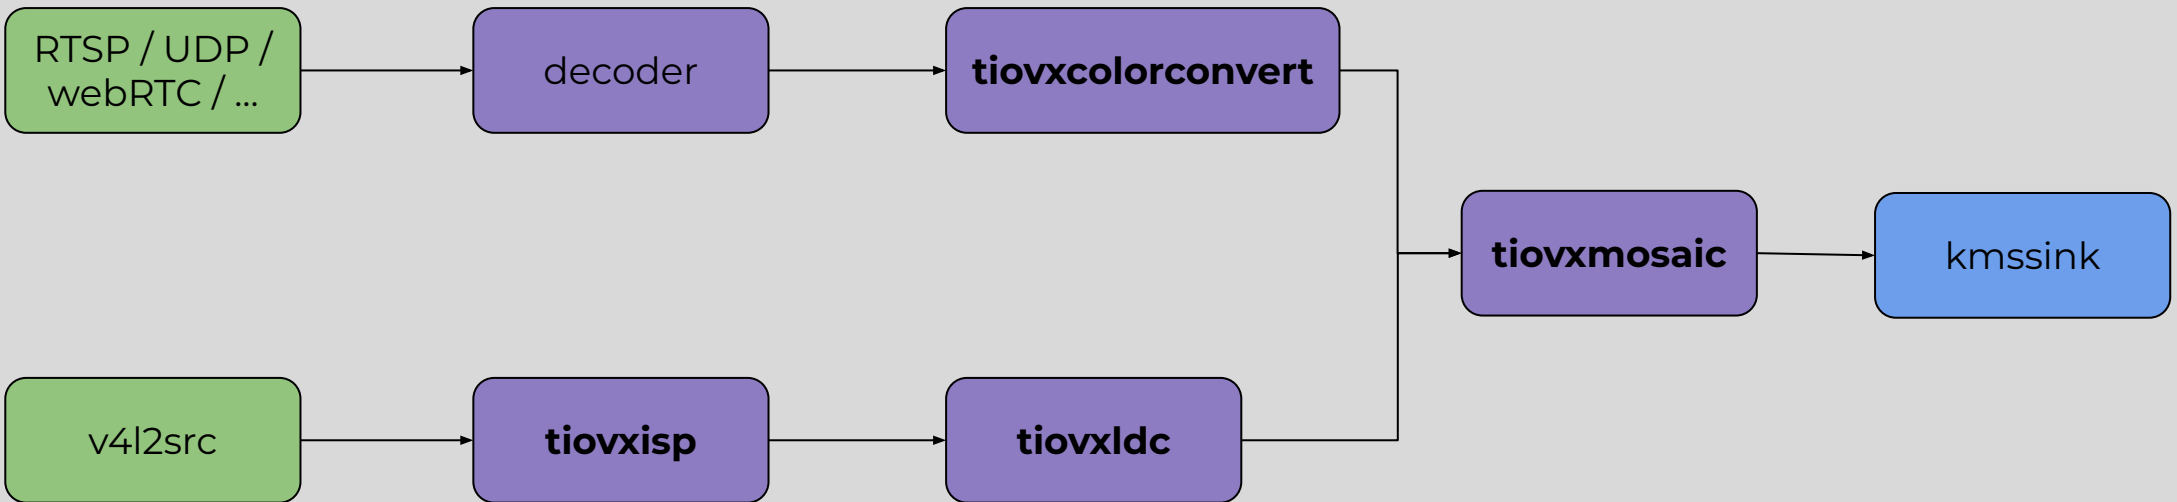 RTSP / UDP /
webRTC / ...
decoder
tiovxcolorconvert
tiovxmosaic
kmssink
v4l2src
tiovxisp
tiovxldc